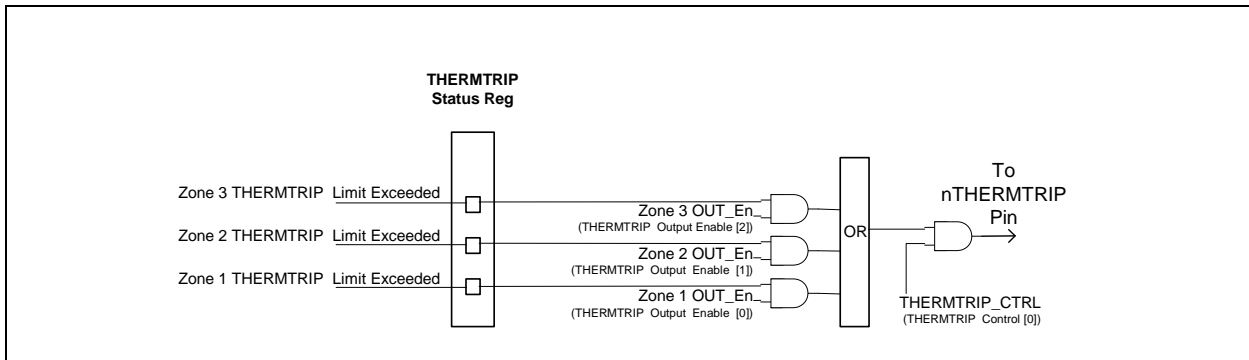 THERMTRIP
Status Reg
Zone 3 THERMTRIP Limit Exceeded
Zone 2 THERMTRIP Limit Exceeded
Zone 1 THERMTRIP Limit Exceeded
Zone 3 OUT_En
(THERMTRIP Output Enable [2])
Zone 2 OUT_En
(THERMTRIP Output Enable [1])
Zone 1 OUT_En
(THERMTRIP Output Enable [0])
OR
To
nTHERMTRIP
Pin
THERMTRIP_CTRL
(THERMTRIP Control [0])